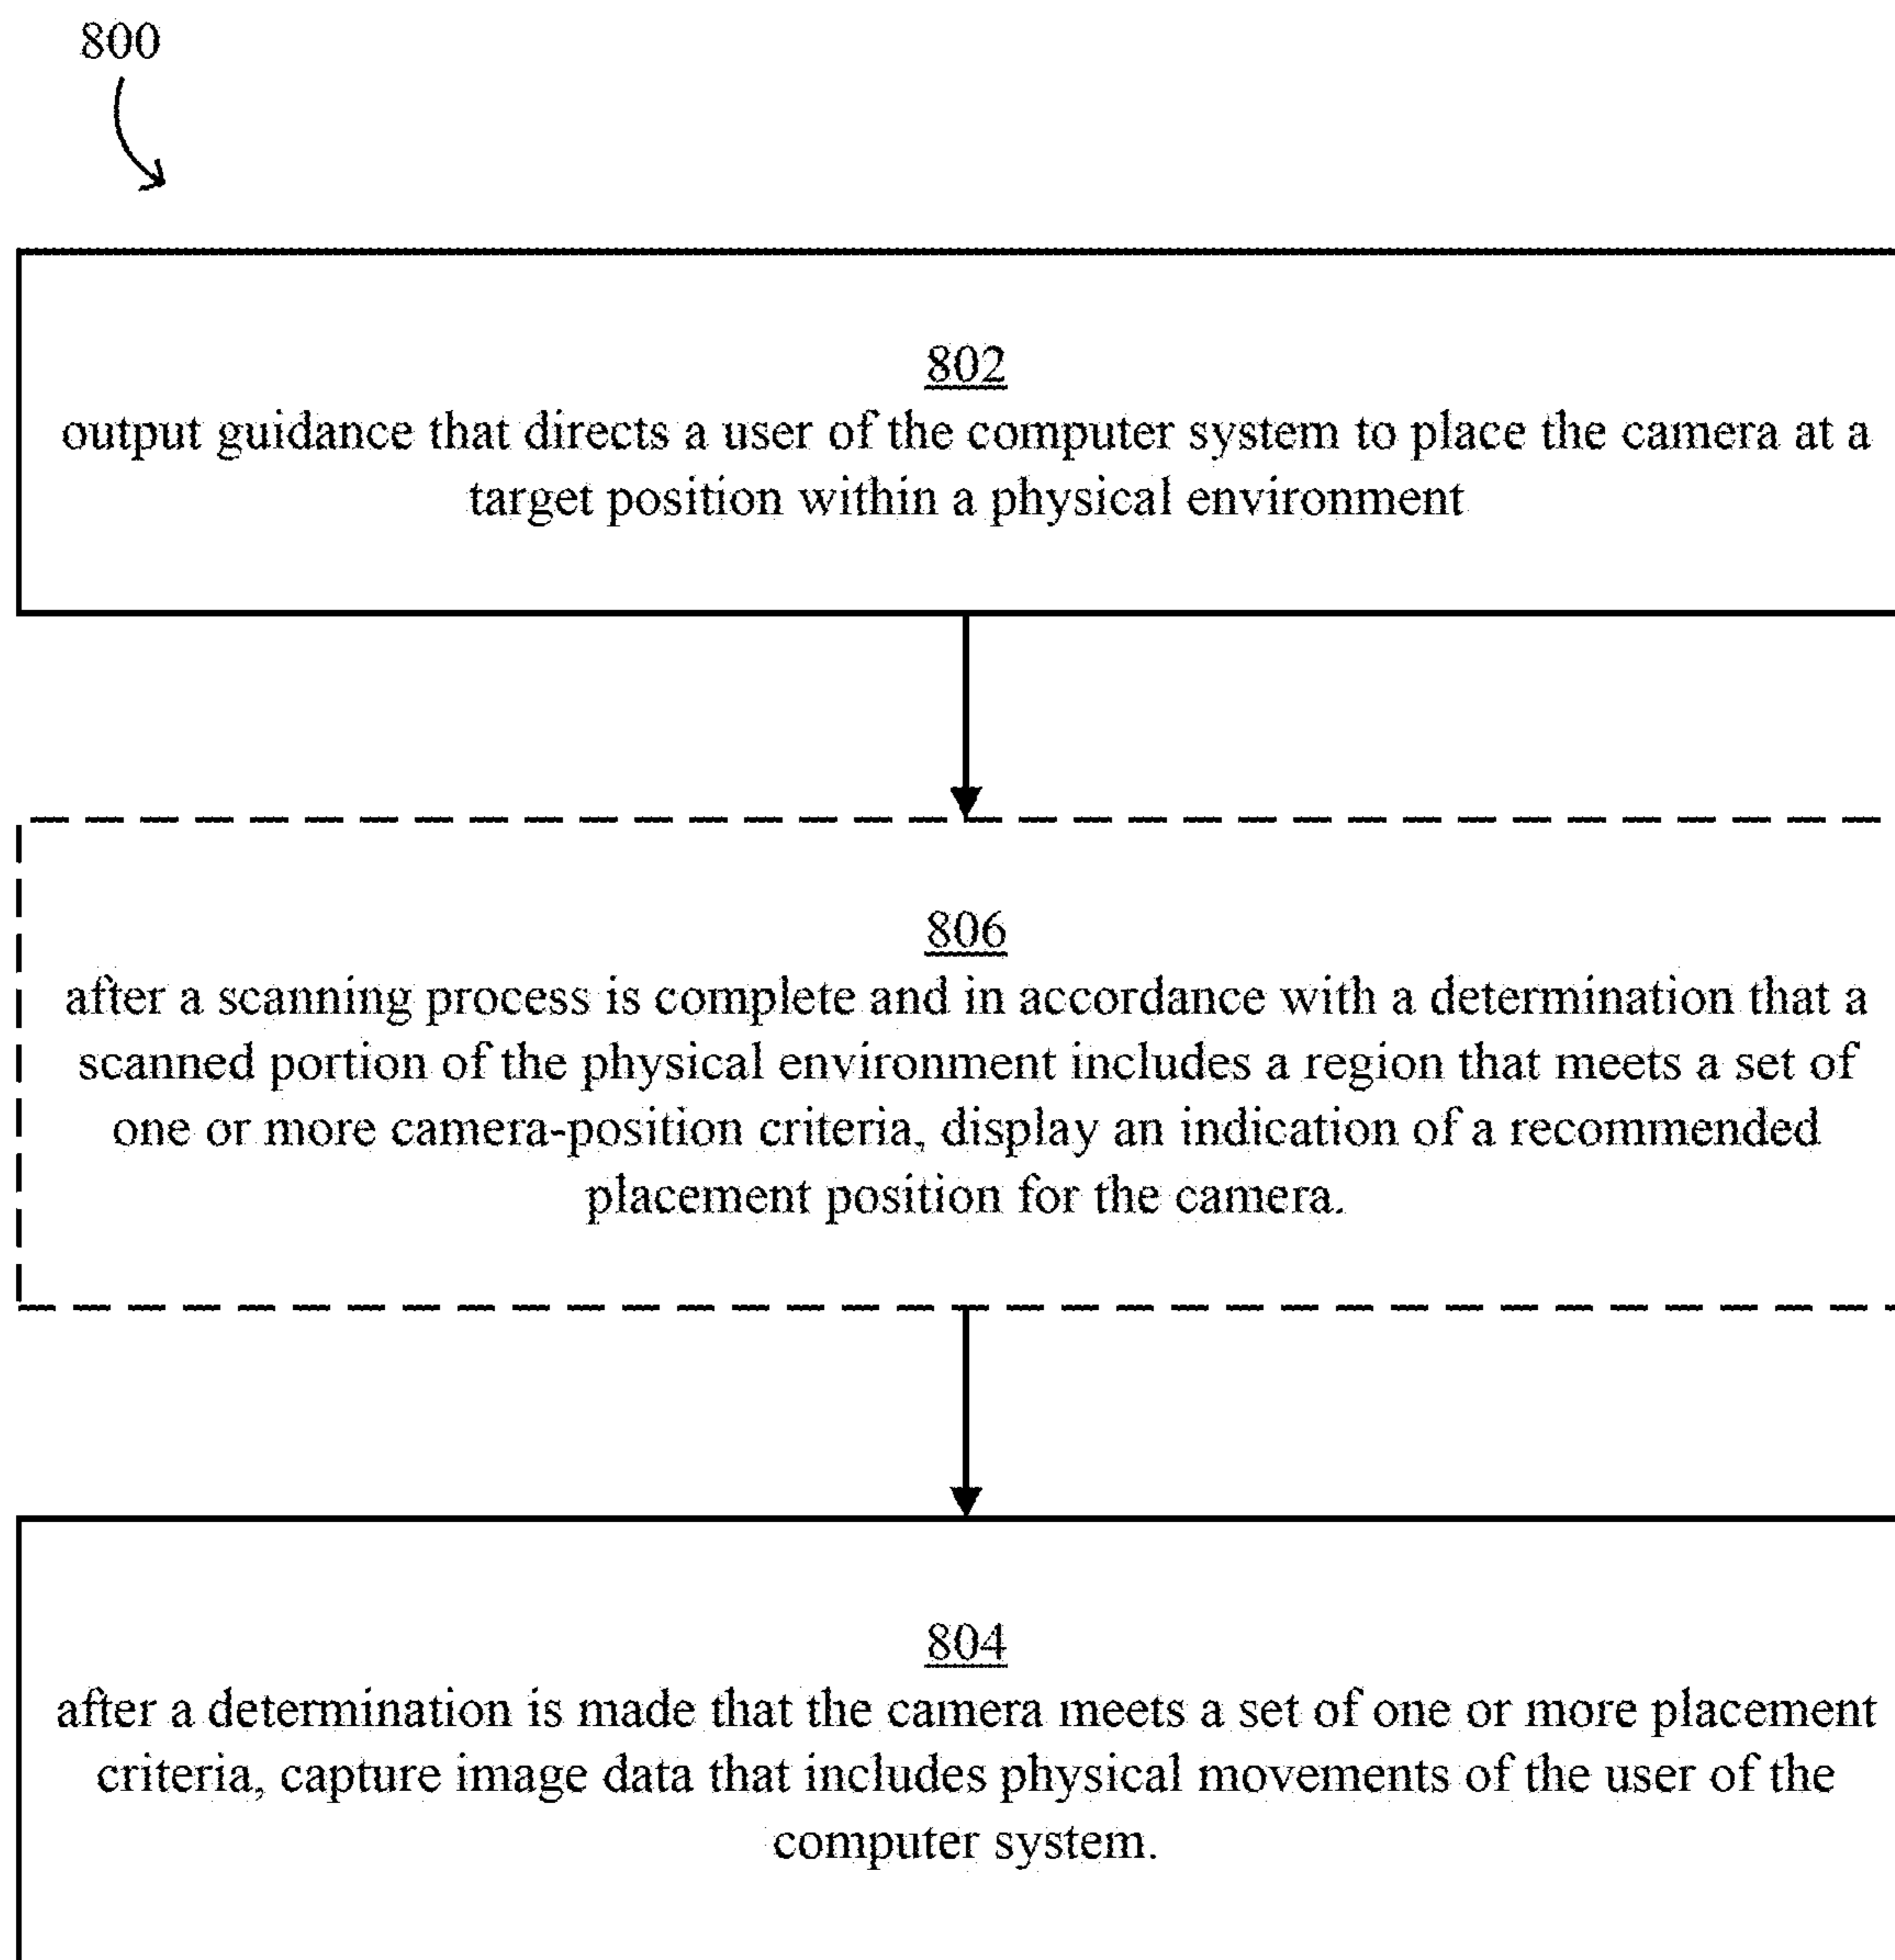 800
802
output guidance that directs a user of the computer system to place the camera at a
target position within a physical environment
806
after a scanning process is complete and in accordance with a determination that a
scanned portion of the physical environment includes a region that meets a set of
one or more camera-position criteria, display an indication of a recommended
placement position for the camera.
804
after a determination is made that the camera meets a set of one or more placement
criteria, capture image data that includes physical movements of the user of the
computer system.